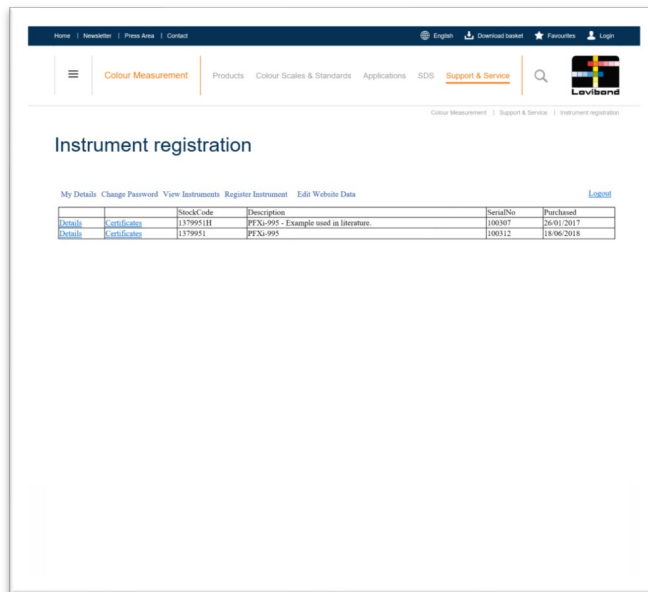 Home | Newsletter | Press Area | Contact English Download basket Favourites Login
Colour Measurement Products Colour Scales & Standards Applications SDS Support & Service
Lovibond
Colour Measurement | Support & Service | Instrument registration
Instrument registration
My Details Change Password View Instruments Register Instrument Edit Website Data Logout
StockCode Description SerialNo Purchased
Details Certificates 1379951H PFXi-995 - Example used in literature. 100307 26/01/2017
Details Certificates 1379951 PFXi-995 100312 18/06/2018